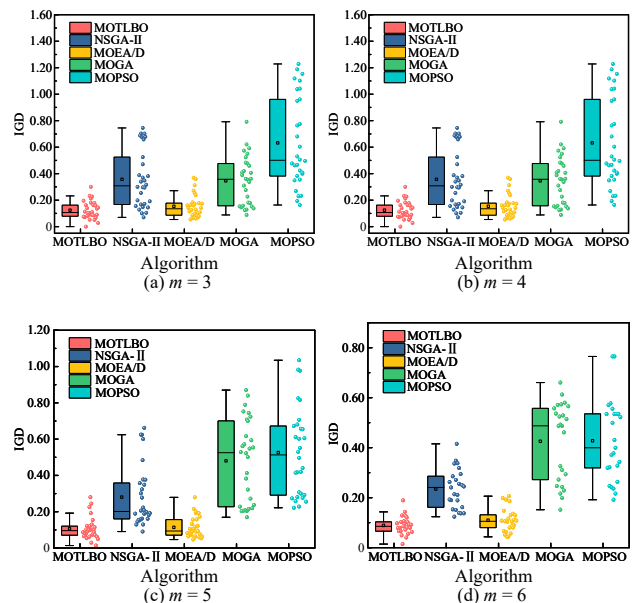 1.60
1.40
1.20
1.00
0.80
0.60
0.40
0.20
0
IGD
MOTLBO
NSGA-II
MOEA/D
MOGA
MOPSO
MOTLBO NSGA-II MOEA/D MOGA MOPSO
Algorithm
(a) m = 3
1.60
1.40
1.20
1.00
0.80
0.60
0.40
0.20
0
IGD
MOTLBO
NSGA-II
MOEA/D
MOGA
MOPSO
MOTLBO NSGA-II MOEA/D MOGA MOPSO
Algorithm
(b) m = 4
1.20
1.00
0.80
0.60
0.40
0.20
0
IGD
MOTLBO
NSGA-Ⅱ
MOEA/D
MOGA
MOPSO
MOTLBO NSGA-Ⅱ MOEA/D MOGA MOPSO
Algorithm
(c) m = 5
0.80
0.60
0.40
0.20
0
IGD
MOTLBO
NSGA-Ⅱ
MOEA/D
MOGA
MOPSO
MOTLBO NSGA-Ⅱ MOEA/D MOGA MOPSO
Algorithm
(d) m = 6